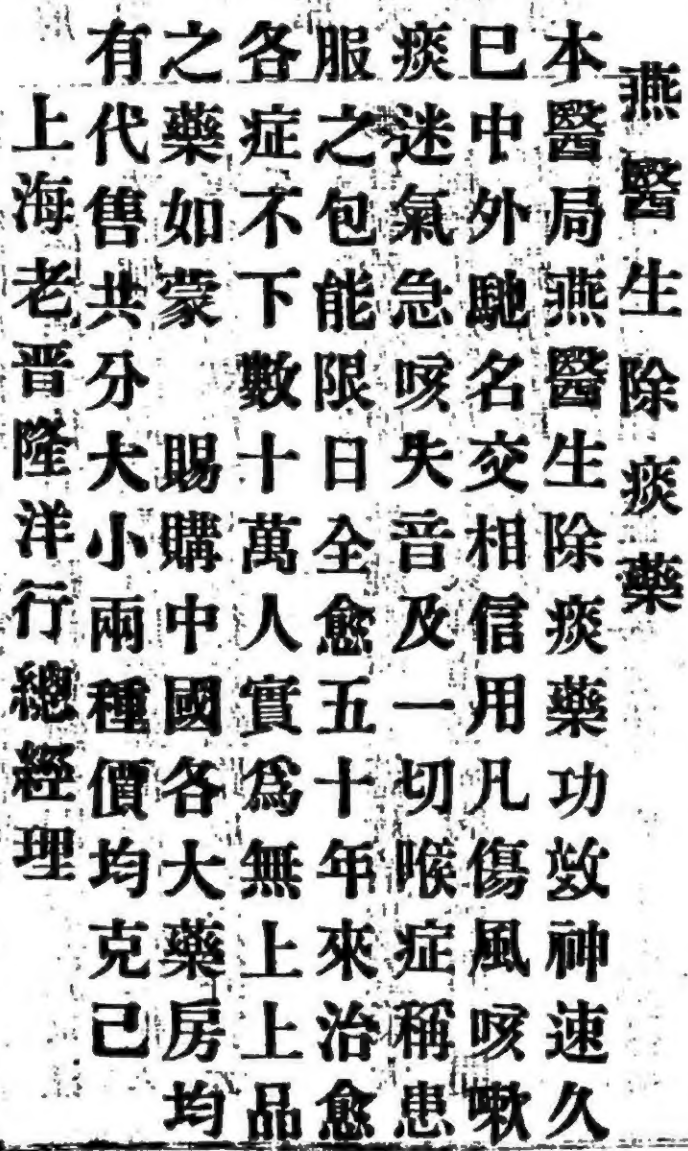 燕醫生除痰藥
本醫局燕醫生除痰藥功效神速久
已中外馳名交相信用凡傷風咳嗽
痰迷氣急咳失音及一切喉症稱患
服之包能限日全愈五十年來治愈
各症不下數十萬人實爲無上上品
之藥如蒙　賜購中國各大藥房均
有代售共分大小兩種價均克己
上海老晋隆洋行總經理